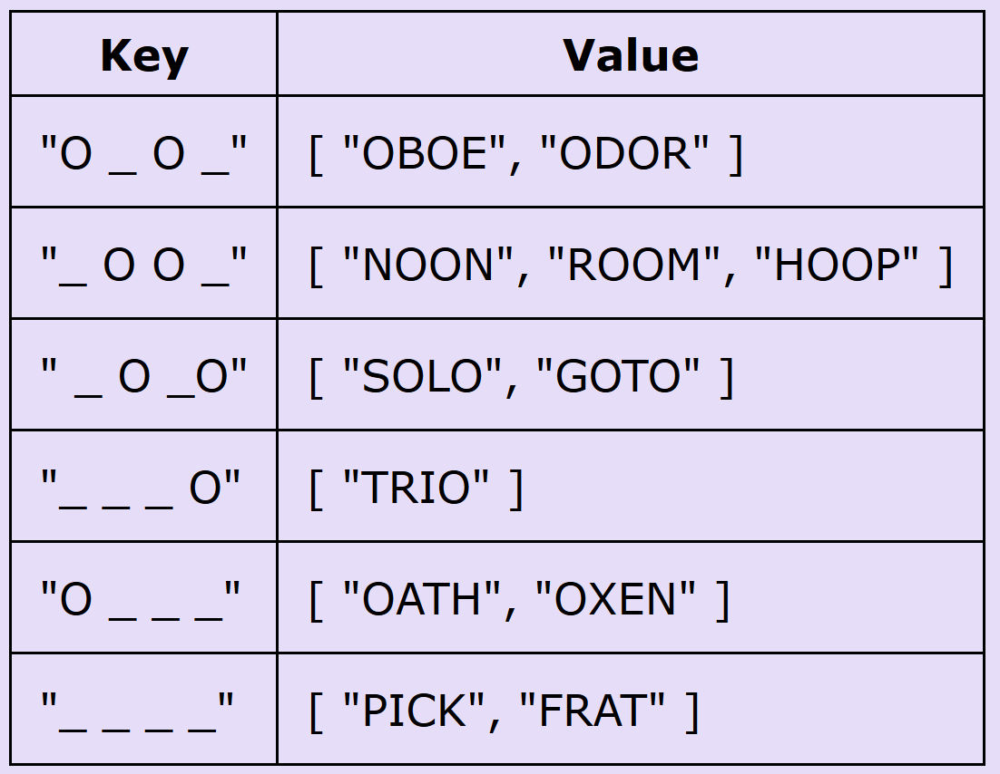 Key Value
"O _ O _" [ "OBOE", "ODOR" ]
"_ O O _" [ "NOON", "ROOM", "HOOP" ]
" _ O _O" [ "SOLO", "GOTO" ]
"_ _ _ O" [ "TRIO" ]
"O _ _ _" [ "OATH", "OXEN" ]
"_ _ _ _" [ "PICK", "FRAT" ]